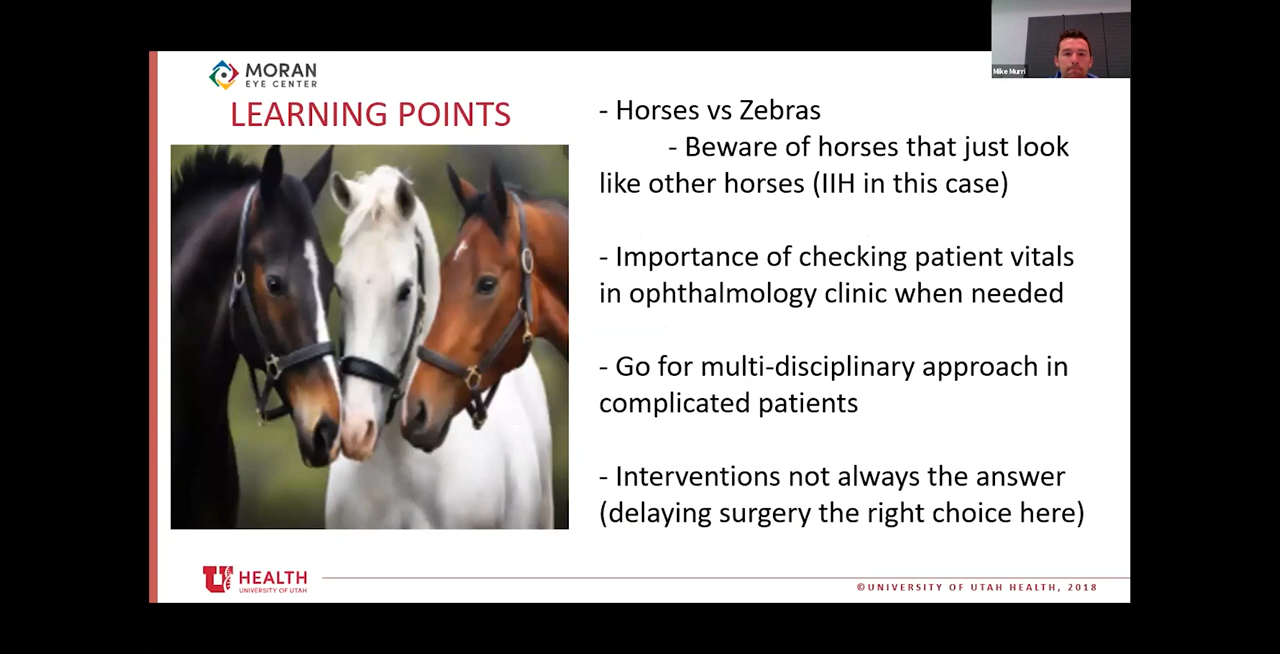 Mike Murri
MORAN
EYE CENTER
LEARNING POINTS
- Horses vs Zebras
- Beware of horses that just look
like other horses (IIH in this case)
- Importance of checking patient vitals
in ophthalmology clinic when needed
- Go for multi-disciplinary approach in
complicated patients
- Interventions not always the answer
(delaying surgery the right choice here)
U HEALTH
UNIVERSITY OF UTAH
©UNIVERSITY OF UTAH HEALTH, 2018